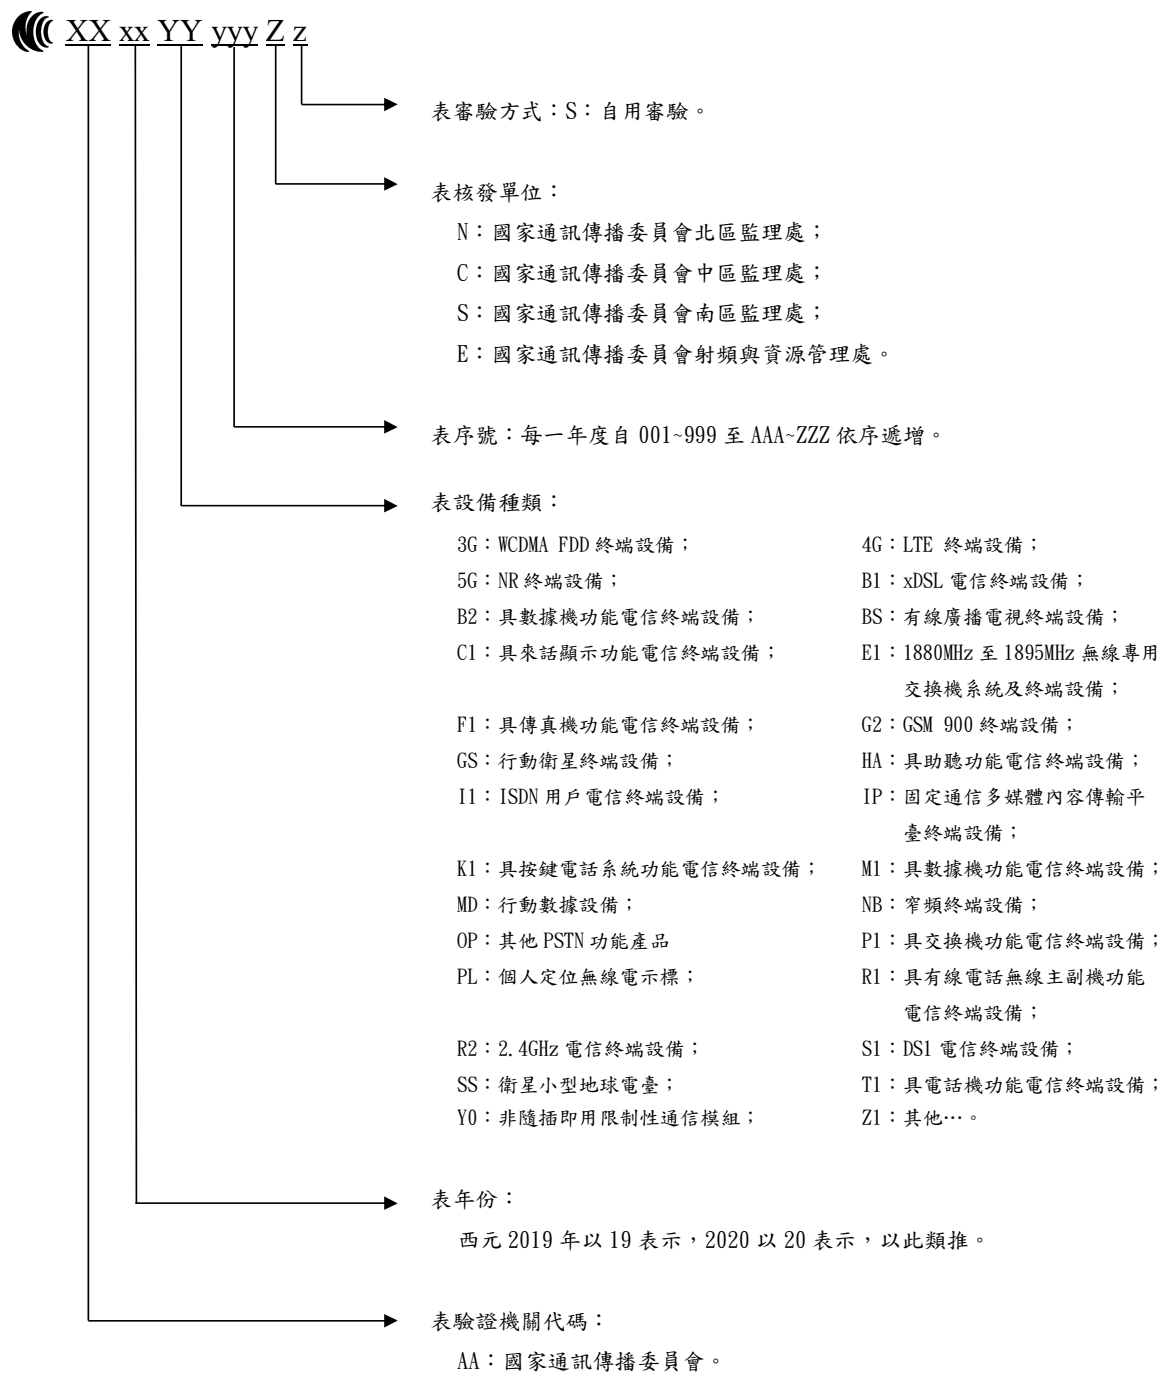 XX xx YY yyy Z z
表審驗方式：S：自用審驗。
表核發單位：
N：國家通訊傳播委員會北區監理處；
C：國家通訊傳播委員會中區監理處；
S：國家通訊傳播委員會南區監理處；
E：國家通訊傳播委員會射頻與資源管理處。
表序號：每一年度自 001~999 至 AAA~ZZZ 依序遞增。
表設備種類：
3G：WCDMA FDD 終端設備； 4G：LTE 終端設備；
5G：NR 終端設備； B1：xDSL 電信終端設備；
B2：具數據機功能電信終端設備； BS：有線廣播電視終端設備；
C1：具來話顯示功能電信終端設備； E1：1880MHz 至 1895MHz 無線專用
交換機系統及終端設備；
F1：具傳真機功能電信終端設備； G2：GSM 900 終端設備；
GS：行動衛星終端設備； HA：具助聽功能電信終端設備；
I1：ISDN 用戶電信終端設備； IP：固定通信多媒體內容傳輸平
臺終端設備；
K1：具按鍵電話系統功能電信終端設備； M1：具數據機功能電信終端設備；
MD：行動數據設備； NB：窄頻終端設備；
OP：其他 PSTN 功能產品 P1：具交換機功能電信終端設備；
PL：個人定位無線電示標； R1：具有線電話無線主副機功能
電信終端設備；
R2：2.4GHz 電信終端設備； S1：DS1 電信終端設備；
SS：衛星小型地球電臺； T1：具電話機功能電信終端設備；
Y0：非隨插即用限制性通信模組； Z1：其他…。
表年份：
西元 2019 年以 19 表示，2020 以 20 表示，以此類推。
表驗證機關代碼：
AA：國家通訊傳播委員會。